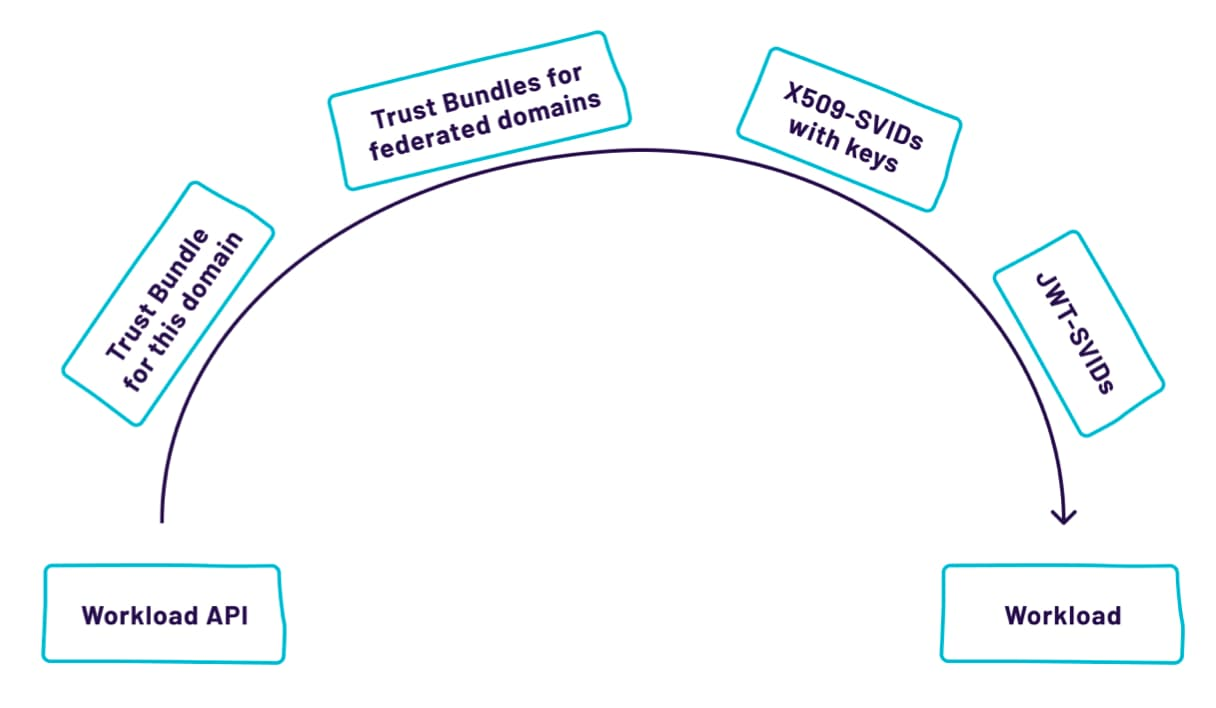 Trust Bundle
for this domain
Trust Bundles for
federated domains
X509-SVIDs
with keys
JWT-SVIDs
Workload API
Workload